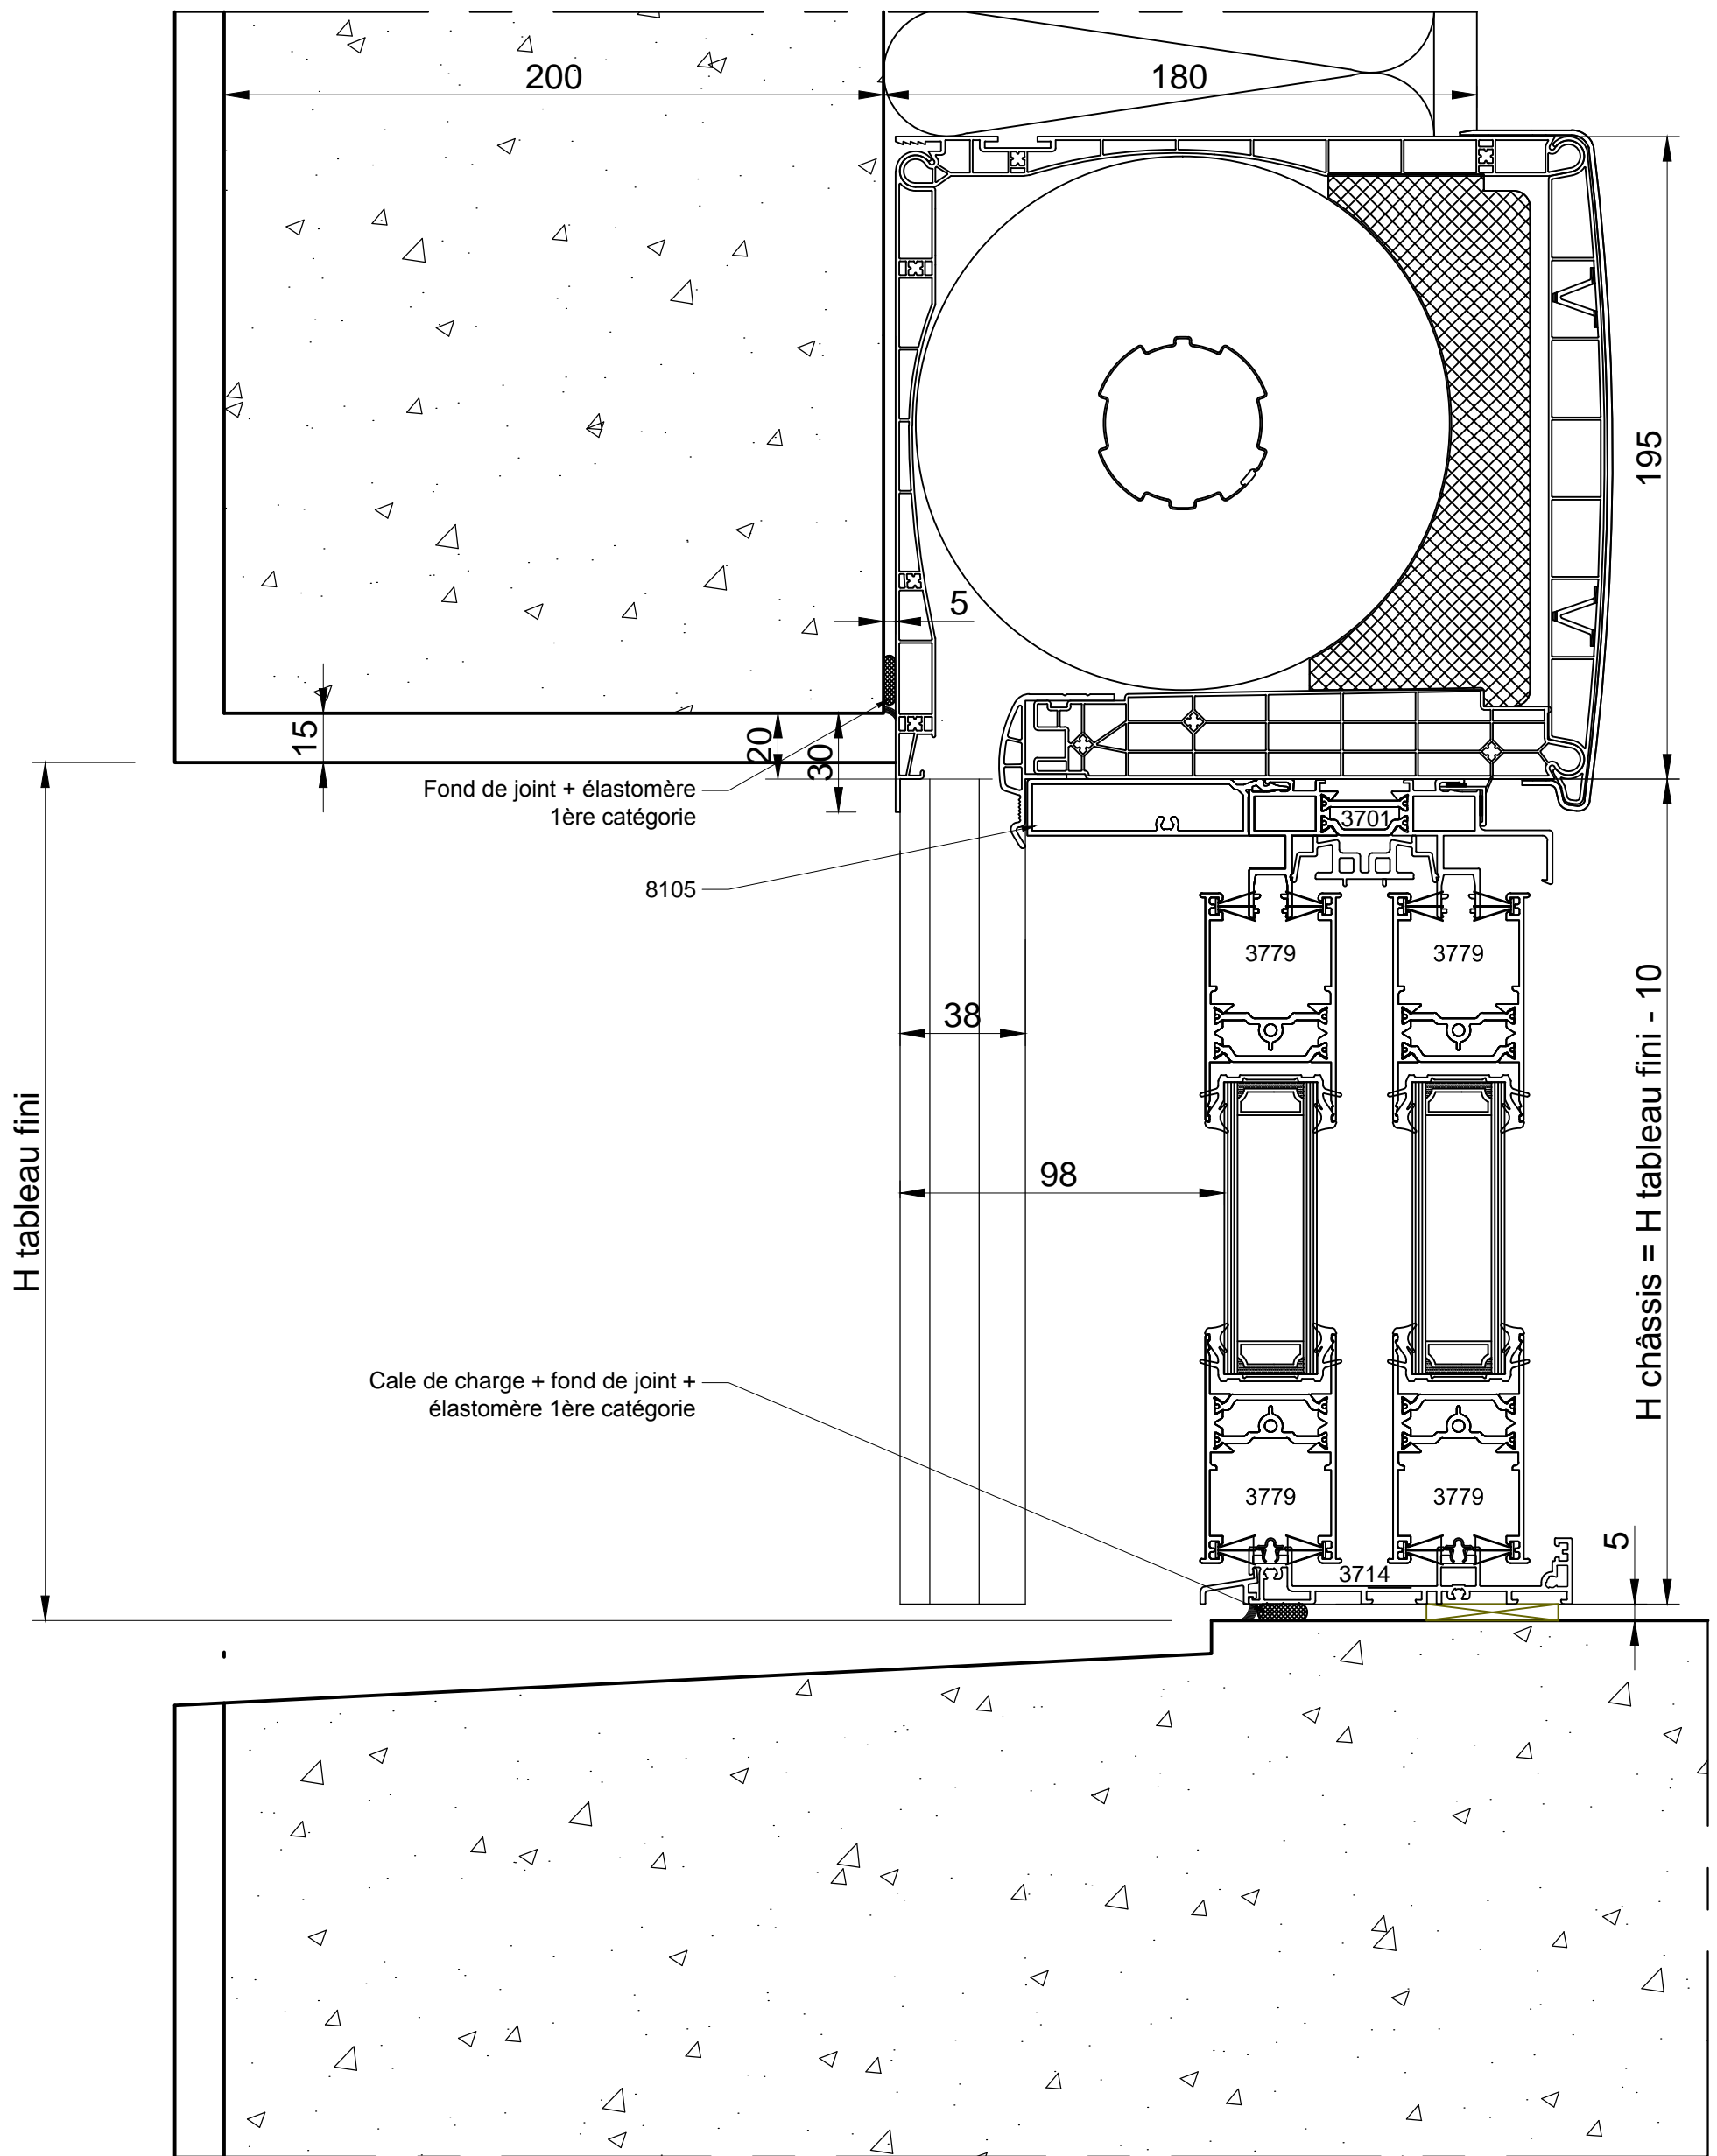 200
180
195
5
15
20
30
Fond de joint + élastomère
1ère catégorie
3701
8105
3779
3779
38
H châssis = H tableau fini - 10
H tableau fini
98
Cale de charge + fond de joint +
élastomère 1ère catégorie
3779
3779
5
3714